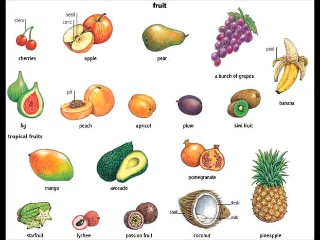 fruit
stem
seed
core
cherries
apple
pear
a bunch of grapes
peel
banana
pit
fig
peach
apricot
plum
kiwi fruit
tropical fruits
mango
avocado
pomegranate
shell
flesh
milk
starfruit
lychee
passion fruit
coconut
pineapple